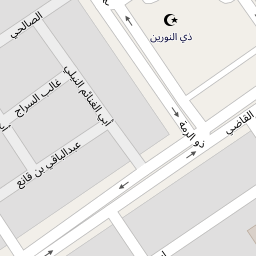 الصالحي
ذي النورين
غالب السراج
أبي الغنائم النيلي
ذو الرمة
القاضي
عبدالباقي بن قانع